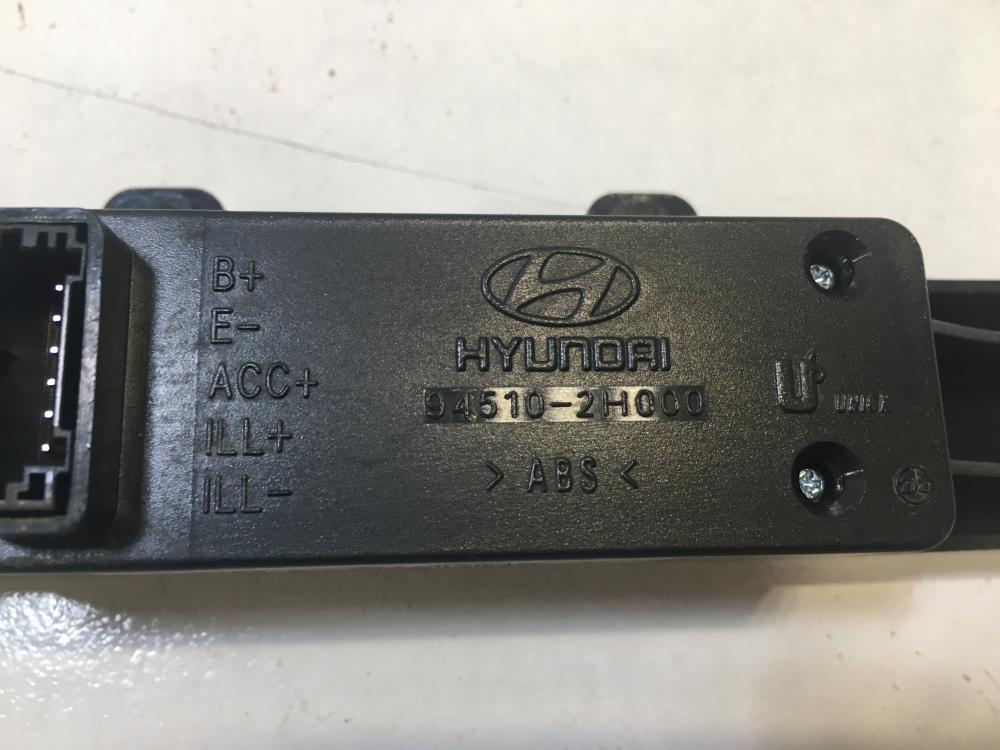 B+
E-
ACC+
ILL+
ILL-
HYUNDAI
94510-2H000
> ABS <
U